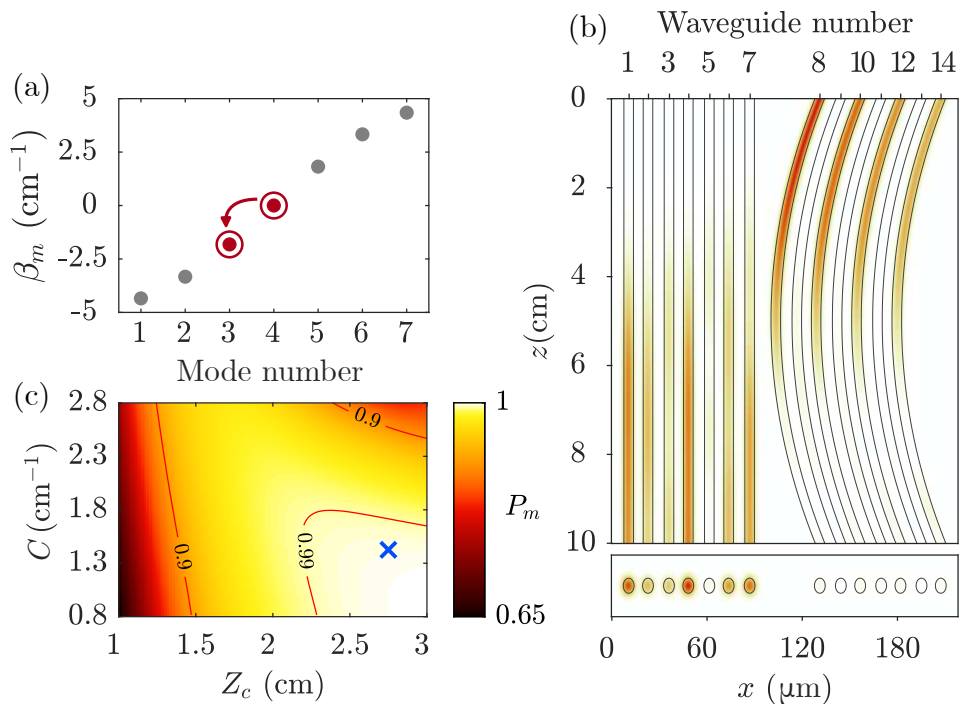 (a)
5
2.5
0
-2.5
-5
β_m (cm⁻¹)
1 2 3 4 5 6 7
Mode number
(b)
Waveguide number
1 3 5 7 8 10 12 14
0
2
4
6
8
10
z(cm)
0 60 120 180
x (μm)
(c)
2.8
2.3
1.8
1.3
0.8
C (cm⁻¹)
0.9
0.99
0.9
1 1.5 2 2.5 3
Z_c (cm)
1
P_m
0.65